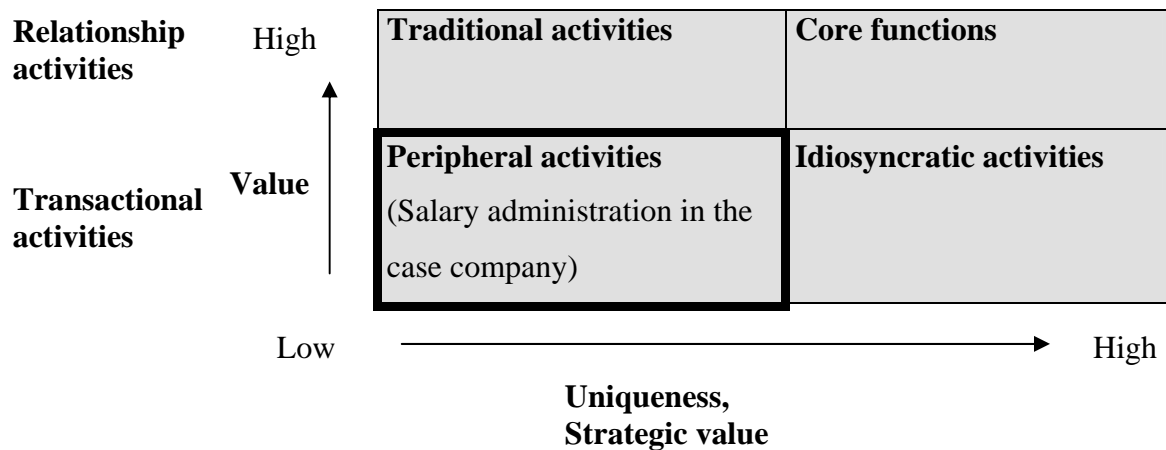 Relationship
activities
High
Traditional activities
Core functions
Value
Transactional
activities
Peripheral activities
(Salary administration in the
case company)
Idiosyncratic activities
Low
High
Uniqueness,
Strategic value